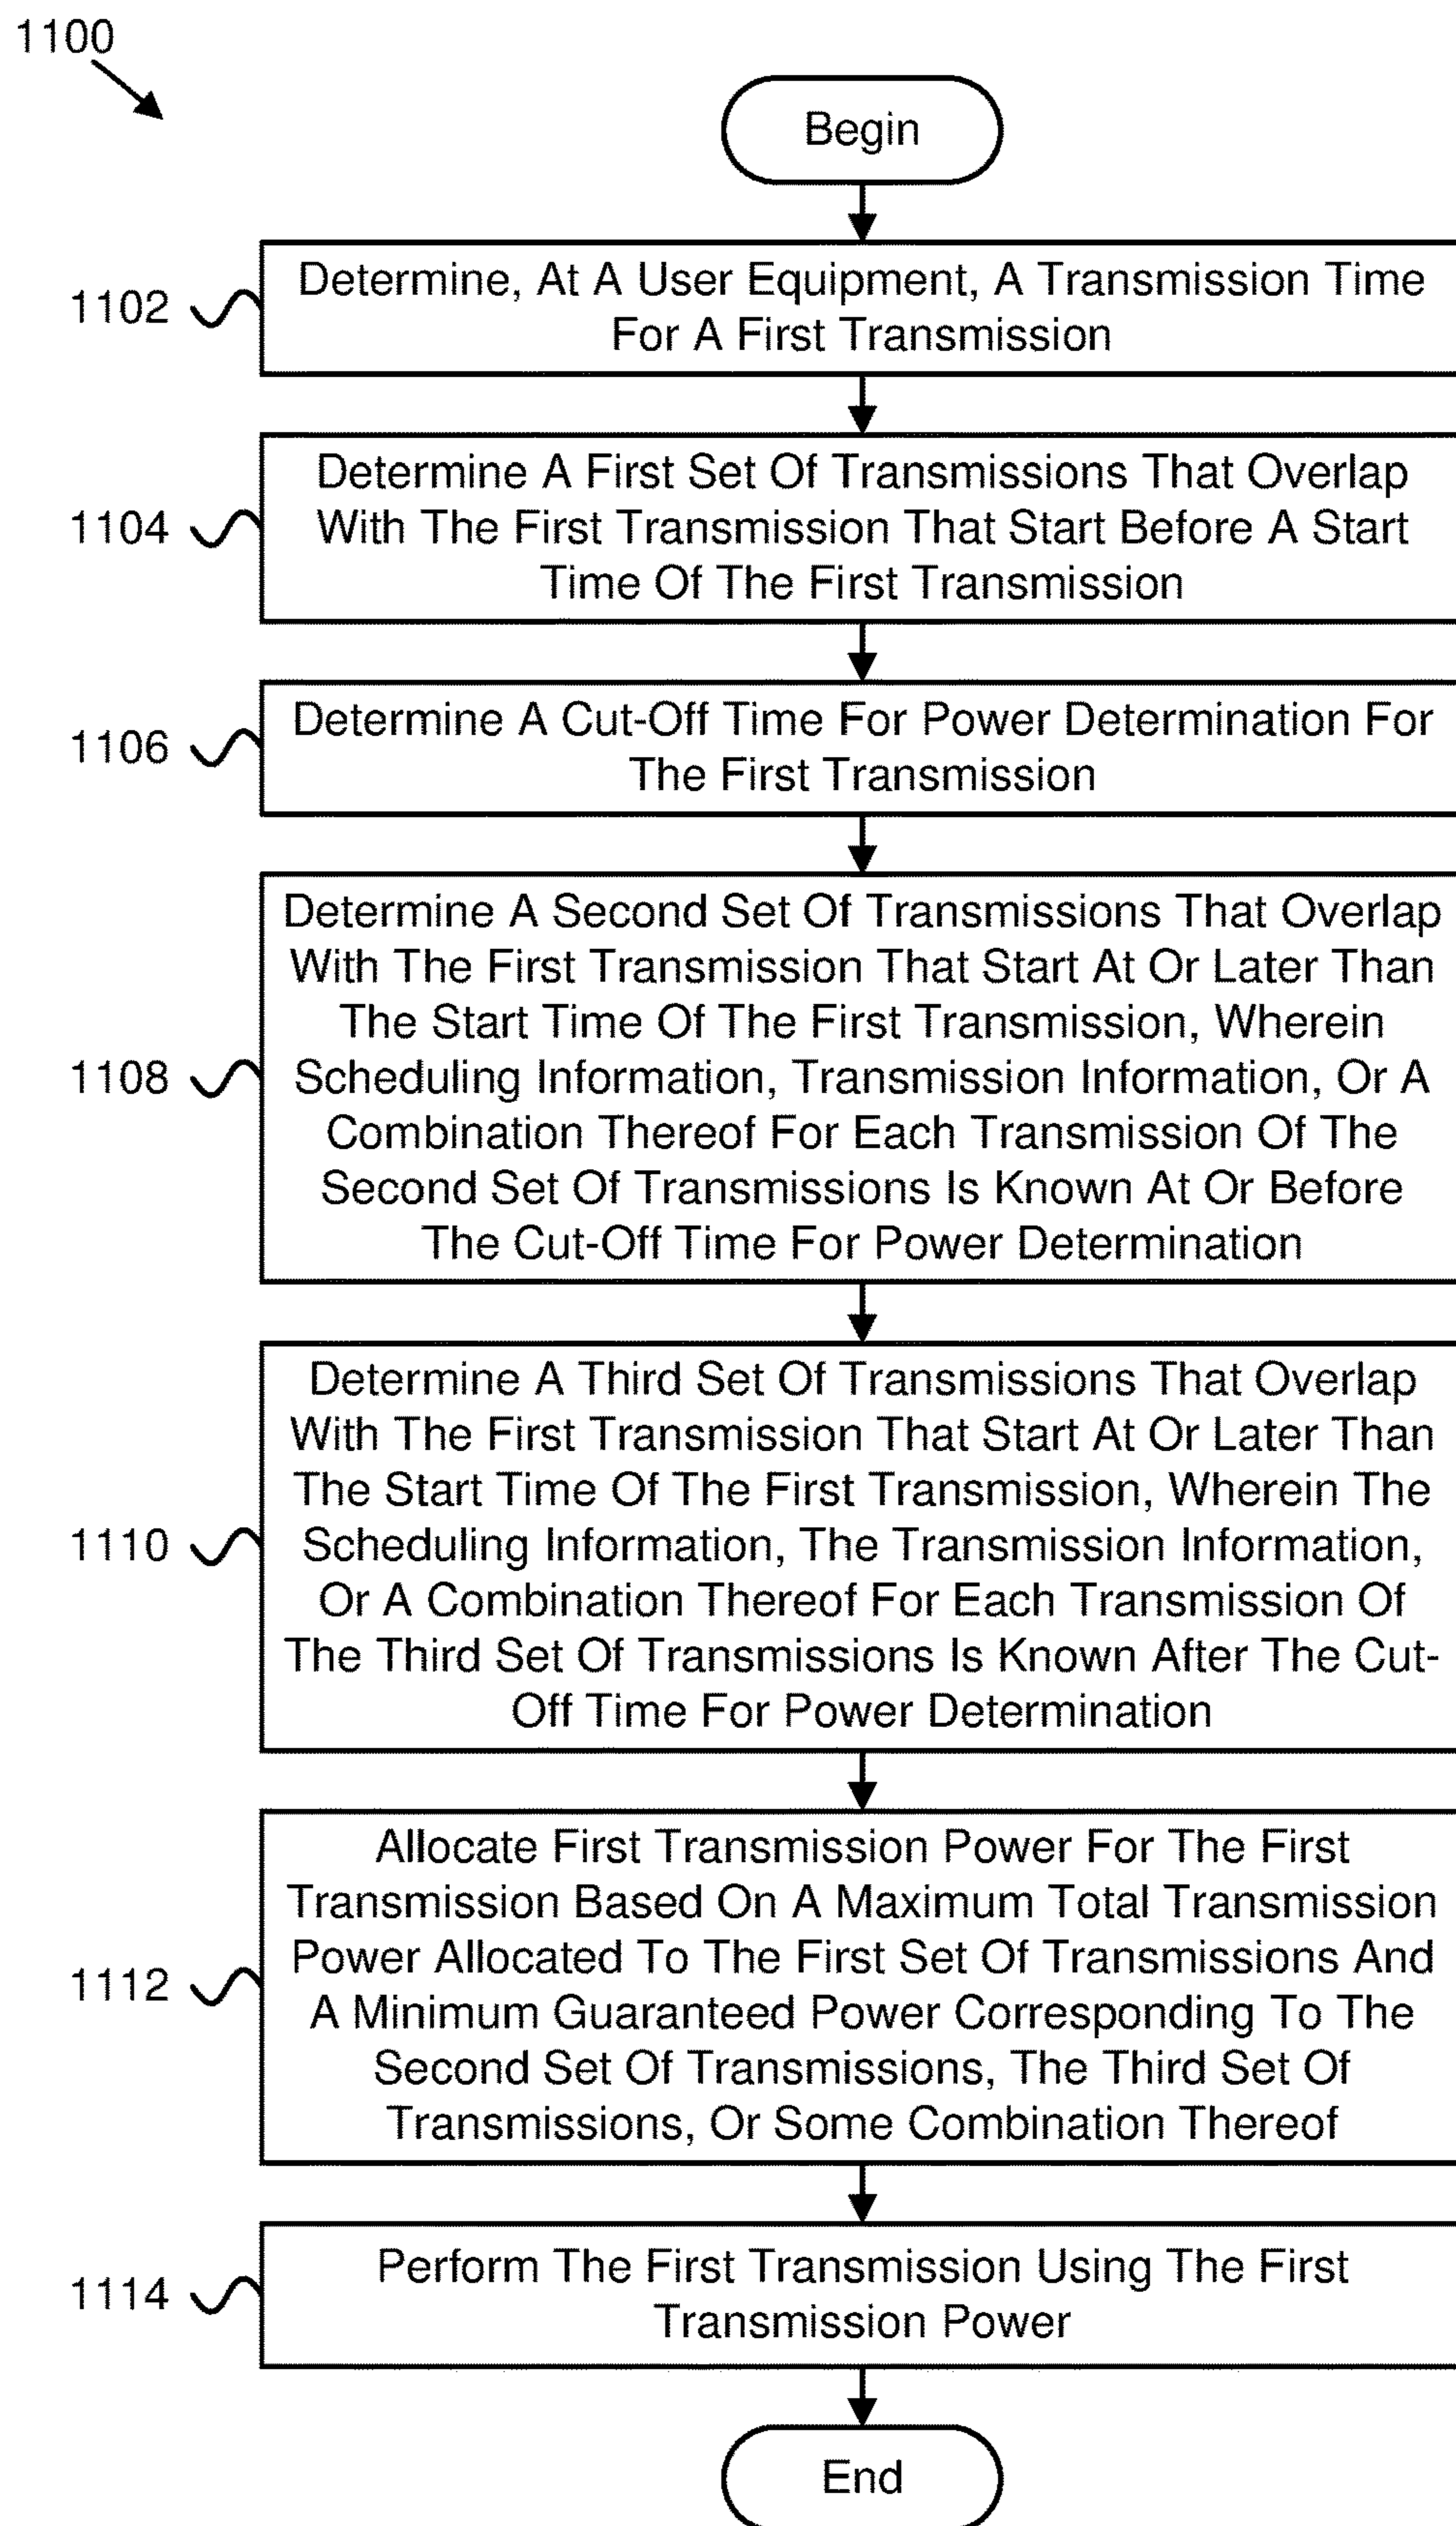 1100
Begin
1102
Determine, At A User Equipment, A Transmission Time
For A First Transmission
1104
Determine A First Set Of Transmissions That Overlap
With The First Transmission That Start Before A Start
Time Of The First Transmission
1106
Determine A Cut-Off Time For Power Determination For
The First Transmission
1108
Determine A Second Set Of Transmissions That Overlap
With The First Transmission That Start At Or Later Than
The Start Time Of The First Transmission, Wherein
Scheduling Information, Transmission Information, Or A
Combination Thereof For Each Transmission Of The
Second Set Of Transmissions Is Known At Or Before
The Cut-Off Time For Power Determination
1110
Determine A Third Set Of Transmissions That Overlap
With The First Transmission That Start At Or Later Than
The Start Time Of The First Transmission, Wherein The
Scheduling Information, The Transmission Information,
Or A Combination Thereof For Each Transmission Of
The Third Set Of Transmissions Is Known After The Cut-
Off Time For Power Determination
1112
Allocate First Transmission Power For The First
Transmission Based On A Maximum Total Transmission
Power Allocated To The First Set Of Transmissions And
A Minimum Guaranteed Power Corresponding To The
Second Set Of Transmissions, The Third Set Of
Transmissions, Or Some Combination Thereof
1114
Perform The First Transmission Using The First
Transmission Power
End